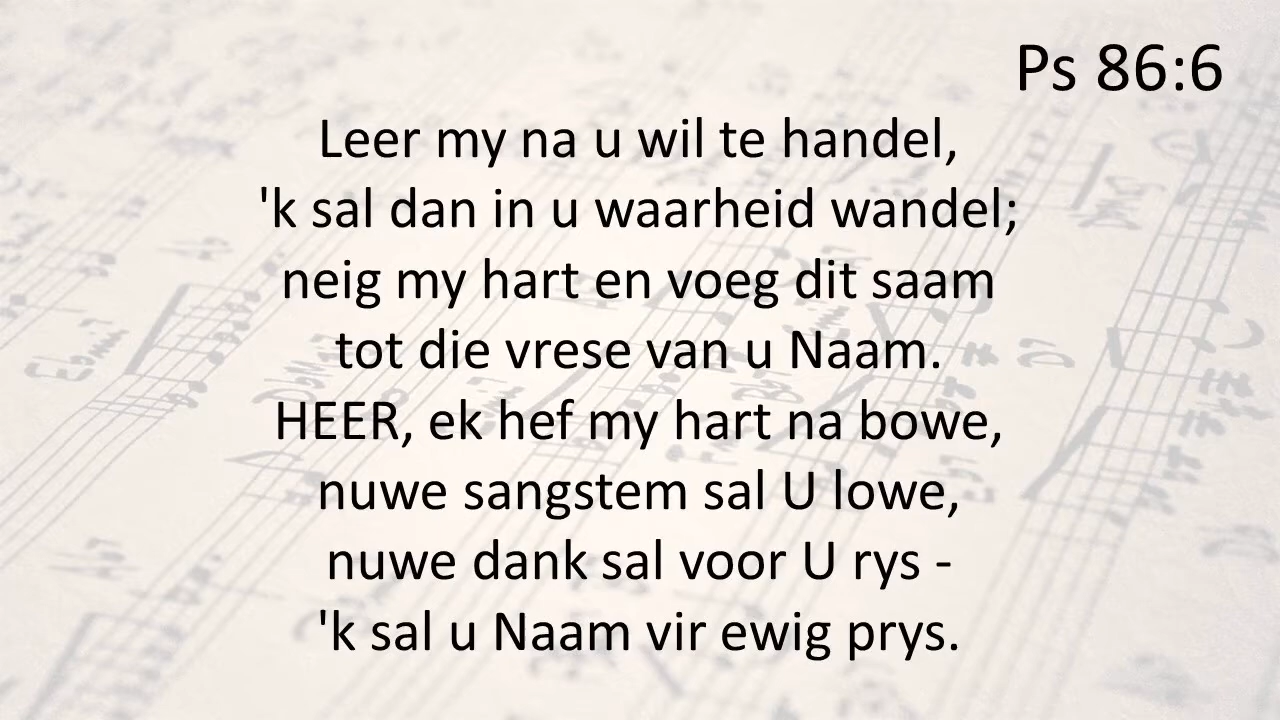 Ps 86:6
Leer my na u wil te handel,
'k sal dan in u waarheid wandel;
neig my hart en voeg dit saam
tot die vrese van u Naam.
HEER, ek hef my hart na bowe,
nuwe sangstem sal U lowe,
nuwe dank sal voor U rys -
'k sal u Naam vir ewig prys.